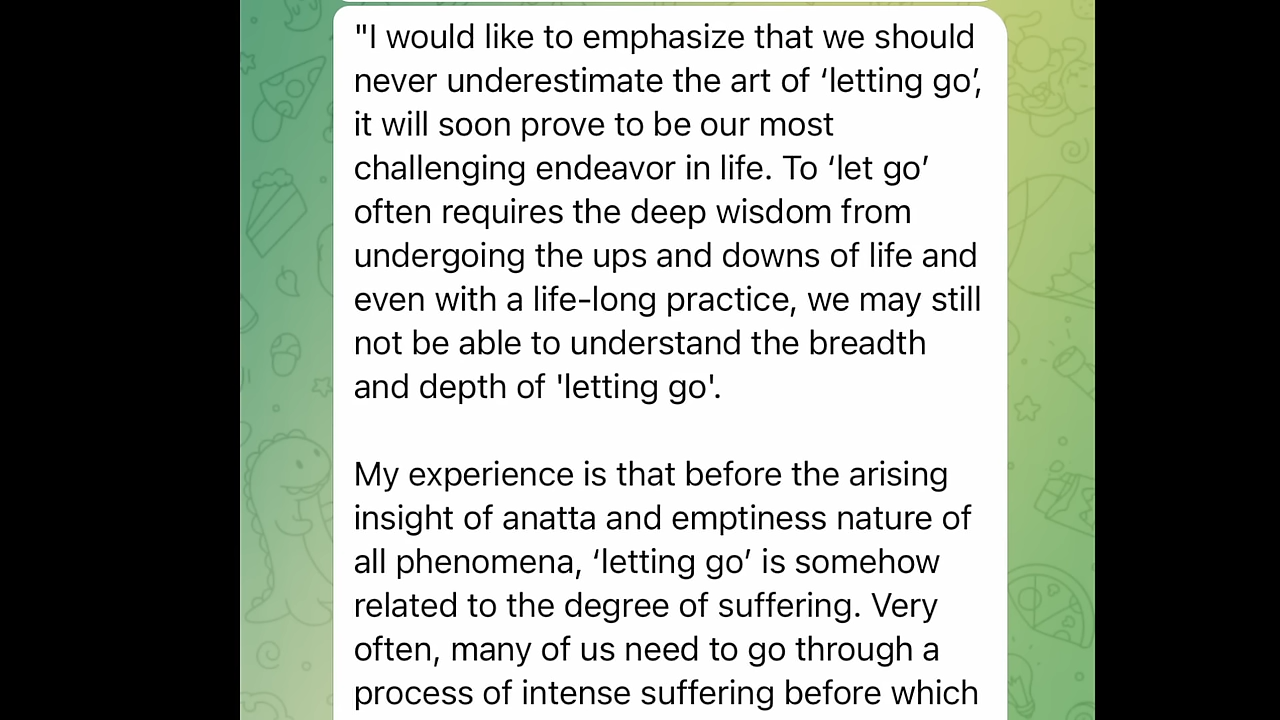 "I would like to emphasize that we should
never underestimate the art of ‘letting go’,
it will soon prove to be our most
challenging endeavor in life. To ‘let go’
often requires the deep wisdom from
undergoing the ups and downs of life and
even with a life-long practice, we may still
not be able to understand the breadth
and depth of 'letting go'.
My experience is that before the arising
insight of anatta and emptiness nature of
all phenomena, ‘letting go’ is somehow
related to the degree of suffering. Very
often, many of us need to go through a
process of intense suffering before which